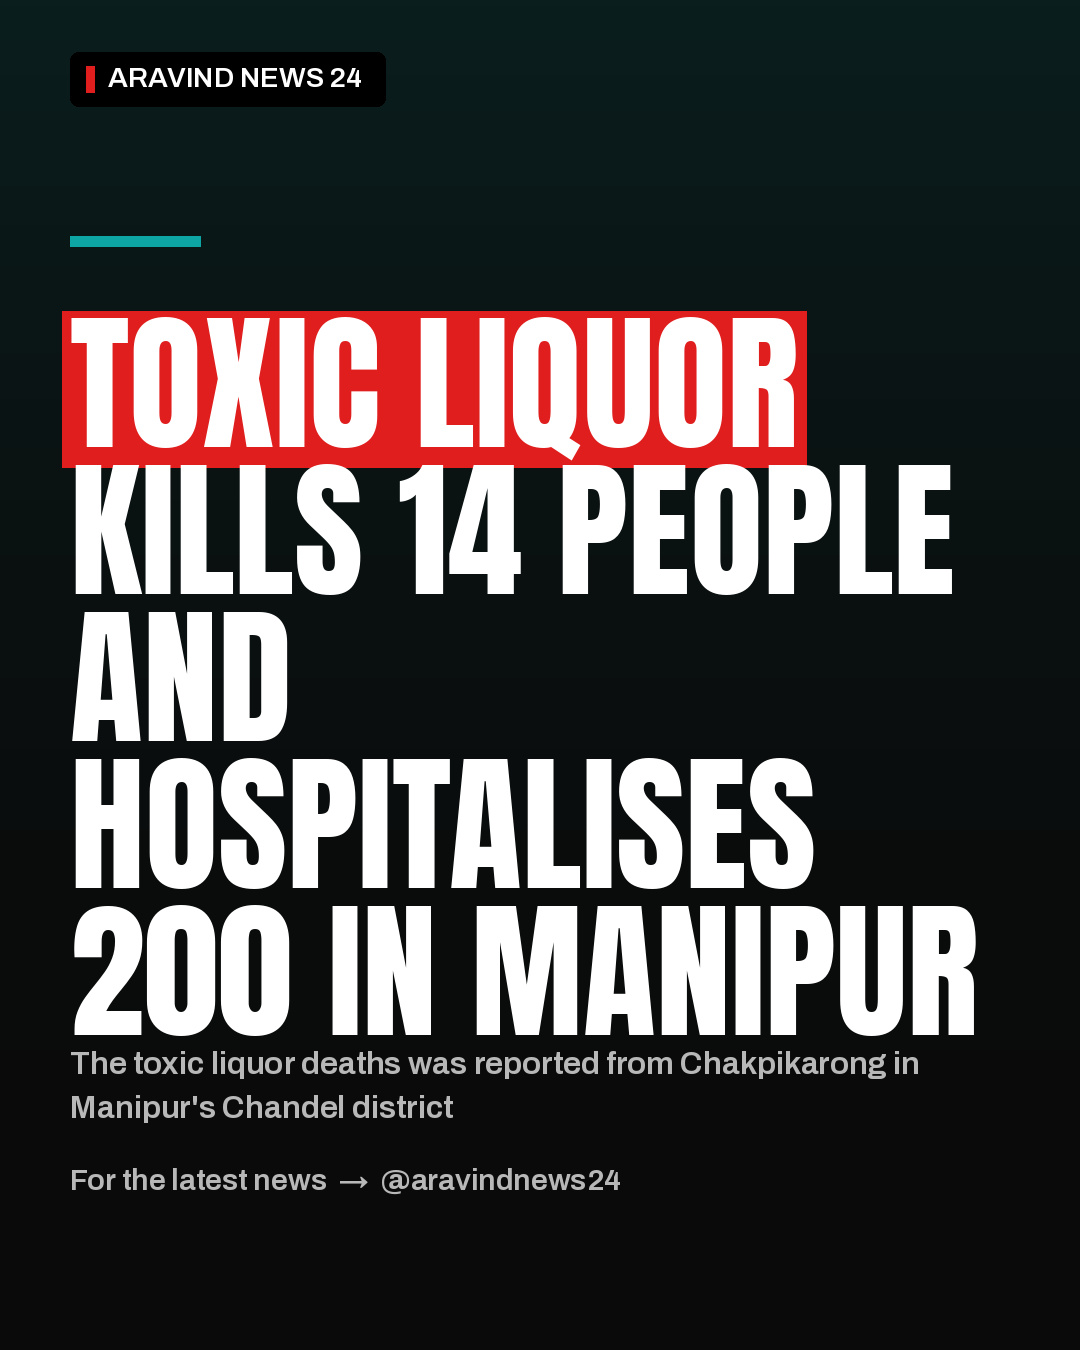 ARAVIND NEWS 24
TOXIC LIQUOR
KILLS 14 PEOPLE
AND
HOSPITALISES
200 IN MANIPUR
The toxic liquor deaths was reported from Chakpikarong in
Manipur's Chandel district
For the latest news → @aravindnews24